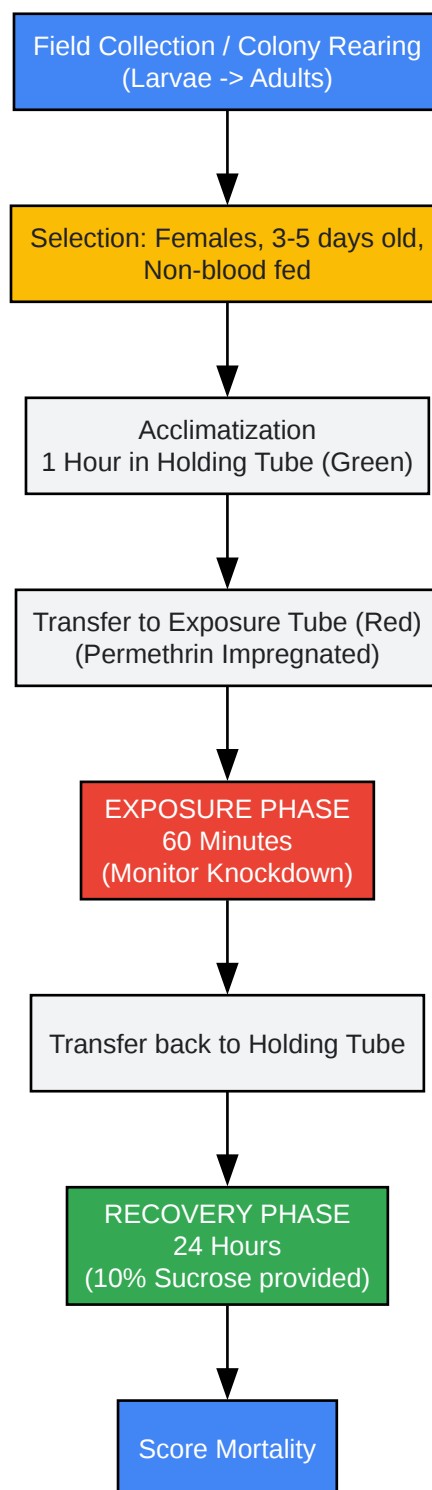 Field Collection / Colony Rearing
(Larvae -> Adults)
Selection: Females, 3-5 days old,
Non-blood fed
Acclimatization
1 Hour in Holding Tube (Green)
Transfer to Exposure Tube (Red)
(Permethrin Impregnated)
EXPOSURE PHASE
60 Minutes
(Monitor Knockdown)
Transfer back to Holding Tube
RECOVERY PHASE
24 Hours
(10% Sucrose provided)
Score Mortality